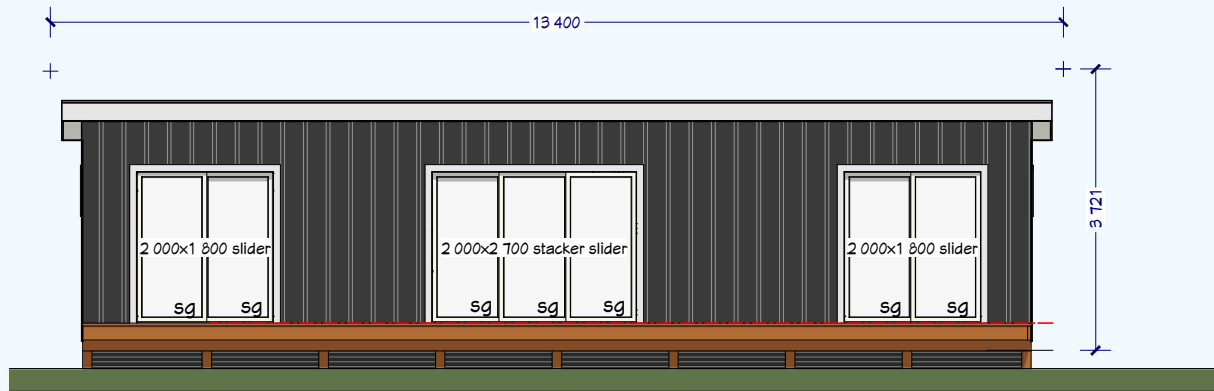 13 400
3 721
2 000x1 800 slider
2 000x2 700 stacker slider
2 000x1 800 slider
sg sg
sg sg sg
sg sg